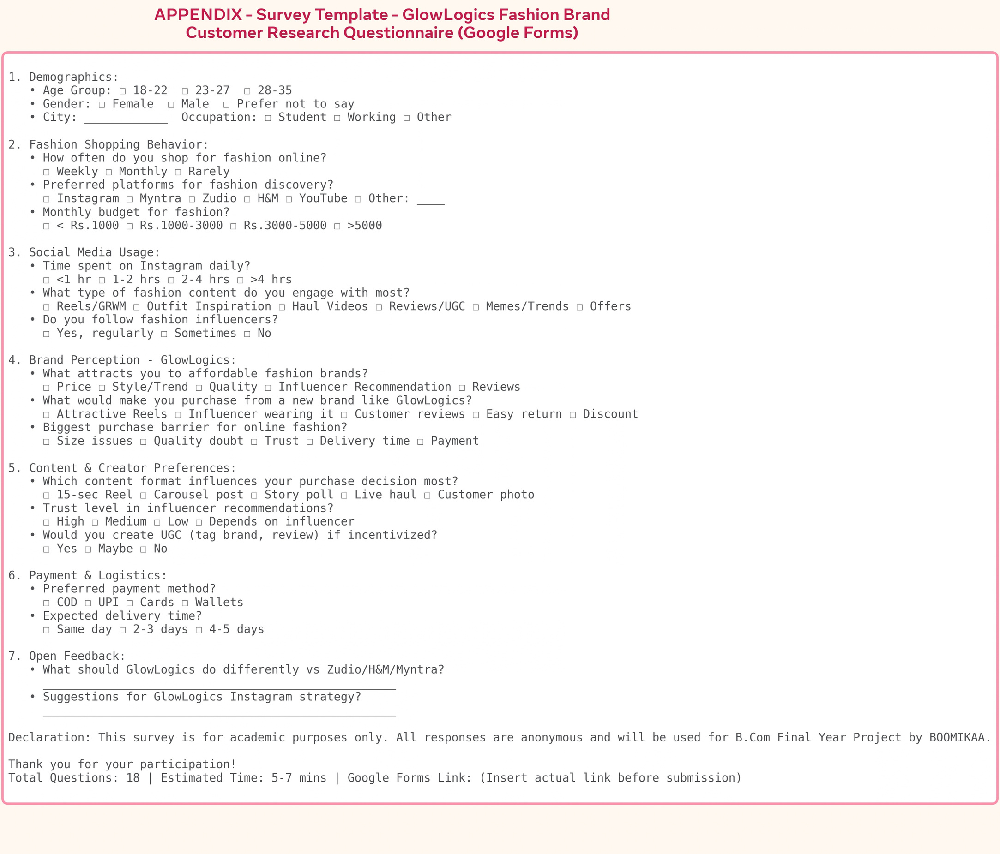 APPENDIX – Survey Template – GlowLogics Fashion Brand
Customer Research Questionnaire (Google Forms)
1. Demographics:
• Age Group: ☐ 18-22 ☐ 23-27 ☐ 28-35
• Gender: ☐ Female ☐ Male ☐ Prefer not to say
• City: ____________ Occupation: ☐ Student ☐ Working ☐ Other
2. Fashion Shopping Behavior:
• How often do you shop for fashion online?
☐ Weekly ☐ Monthly ☐ Rarely
• Preferred platforms for fashion discovery?
☐ Instagram ☐ Myntra ☐ Zudio ☐ H&M ☐ YouTube ☐ Other: ____
• Monthly budget for fashion?
☐ < Rs.1000 ☐ Rs.1000-3000 ☐ Rs.3000-5000 ☐ >5000
3. Social Media Usage:
• Time spent on Instagram daily?
☐ <1 hr ☐ 1-2 hrs ☐ 2-4 hrs ☐ >4 hrs
• What type of fashion content do you engage with most?
☐ Reels/GRWM ☐ Outfit Inspiration ☐ Haul Videos ☐ Reviews/UGC ☐ Memes/Trends ☐ Offers
• Do you follow fashion influencers?
☐ Yes, regularly ☐ Sometimes ☐ No
4. Brand Perception - GlowLogics:
• What attracts you to affordable fashion brands?
☐ Price ☐ Style/Trend ☐ Quality ☐ Influencer Recommendation ☐ Reviews
• What would make you purchase from a new brand like GlowLogics?
☐ Attractive Reels ☐ Influencer wearing it ☐ Customer reviews ☐ Easy return ☐ Discount
• Biggest purchase barrier for online fashion?
☐ Size issues ☐ Quality doubt ☐ Trust ☐ Delivery time ☐ Payment
5. Content & Creator Preferences:
• Which content format influences your purchase decision most?
☐ 15-sec Reel ☐ Carousel post ☐ Story poll ☐ Live haul ☐ Customer photo
• Trust level in influencer recommendations?
☐ High ☐ Medium ☐ Low ☐ Depends on influencer
• Would you create UGC (tag brand, review) if incentivized?
☐ Yes ☐ Maybe ☐ No
6. Payment & Logistics:
• Preferred payment method?
☐ COD ☐ UPI ☐ Cards ☐ Wallets
• Expected delivery time?
☐ Same day ☐ 2-3 days ☐ 4-5 days
7. Open Feedback:
• What should GlowLogics do differently vs Zudio/H&M/Myntra?
___________________________________________________
• Suggestions for GlowLogics Instagram strategy?
___________________________________________________
Declaration: This survey is for academic purposes only. All responses are anonymous and will be used for B.Com Final Year Project by BOOMIKAA.
Thank you for your participation!
Total Questions: 18 | Estimated Time: 5-7 mins | Google Forms Link: (Insert actual link before submission)